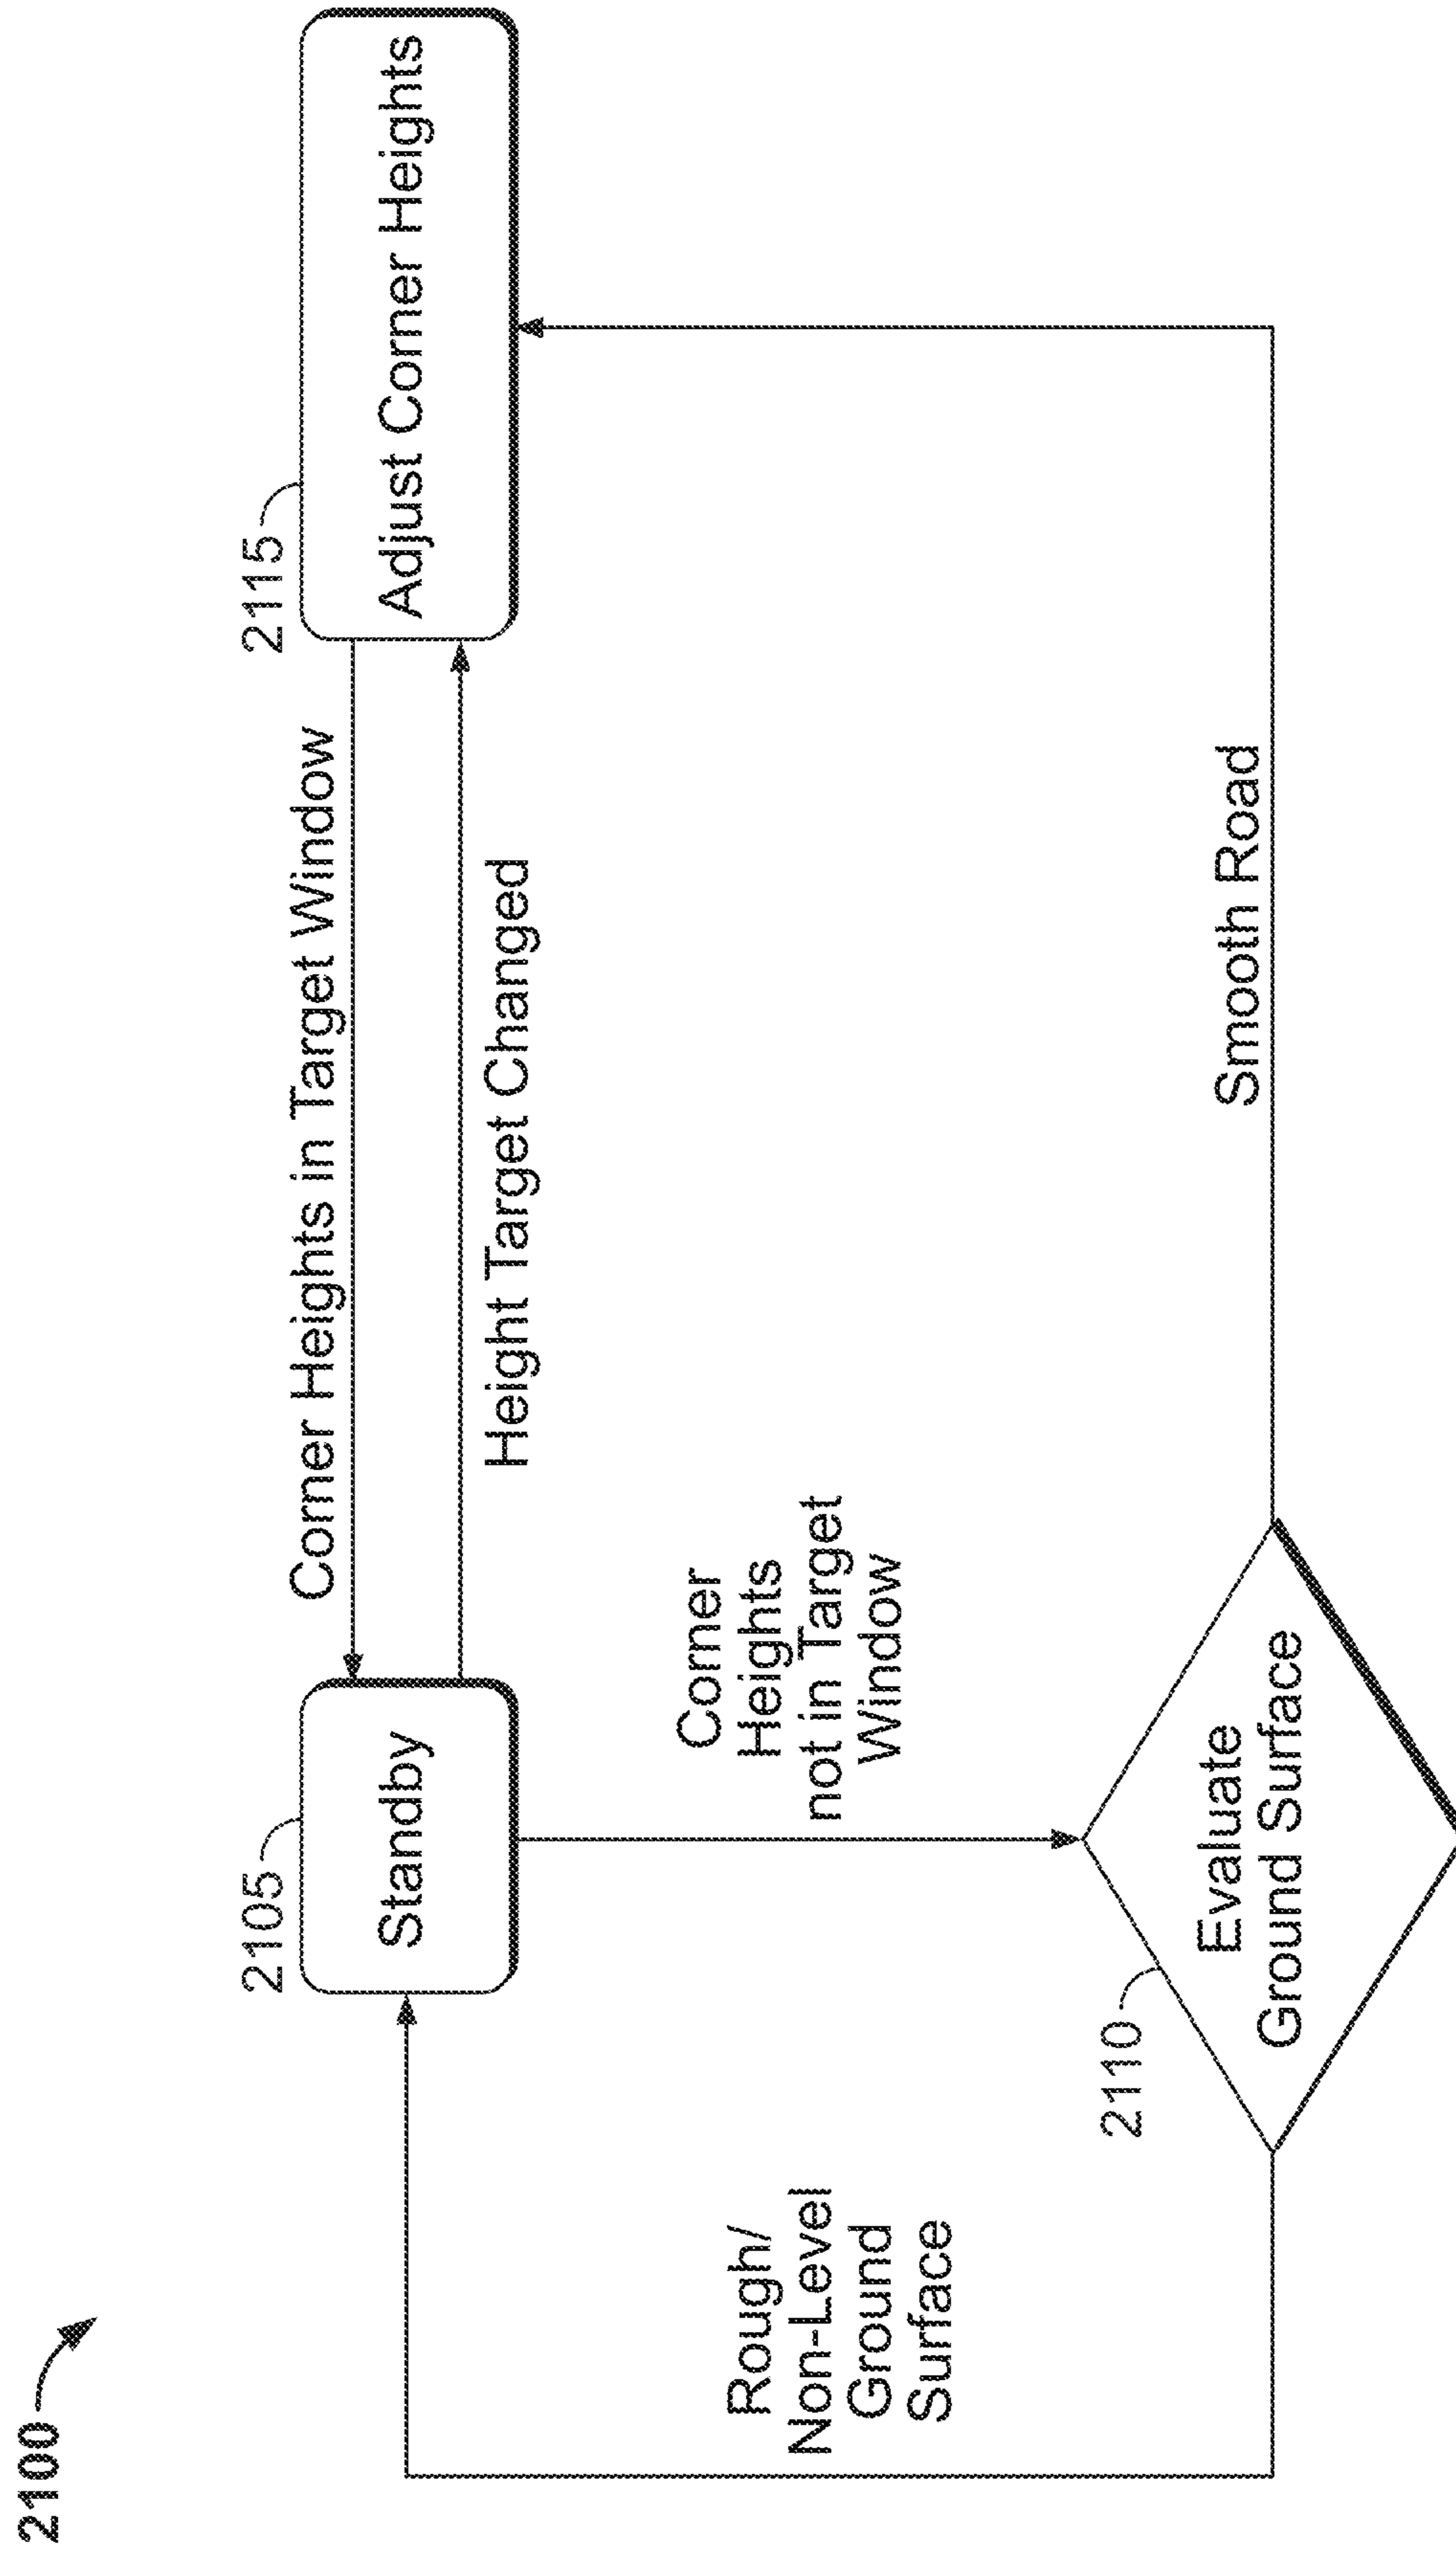 2100
2105
Standby
Corner Heights in Target Window
Height Target Changed
2115
Adjust Corner Heights
Rough/
Non-Level
Ground
Surface
Corner
Heights
not in Target
Window
2110
Evaluate
Ground Surface
Smooth Road